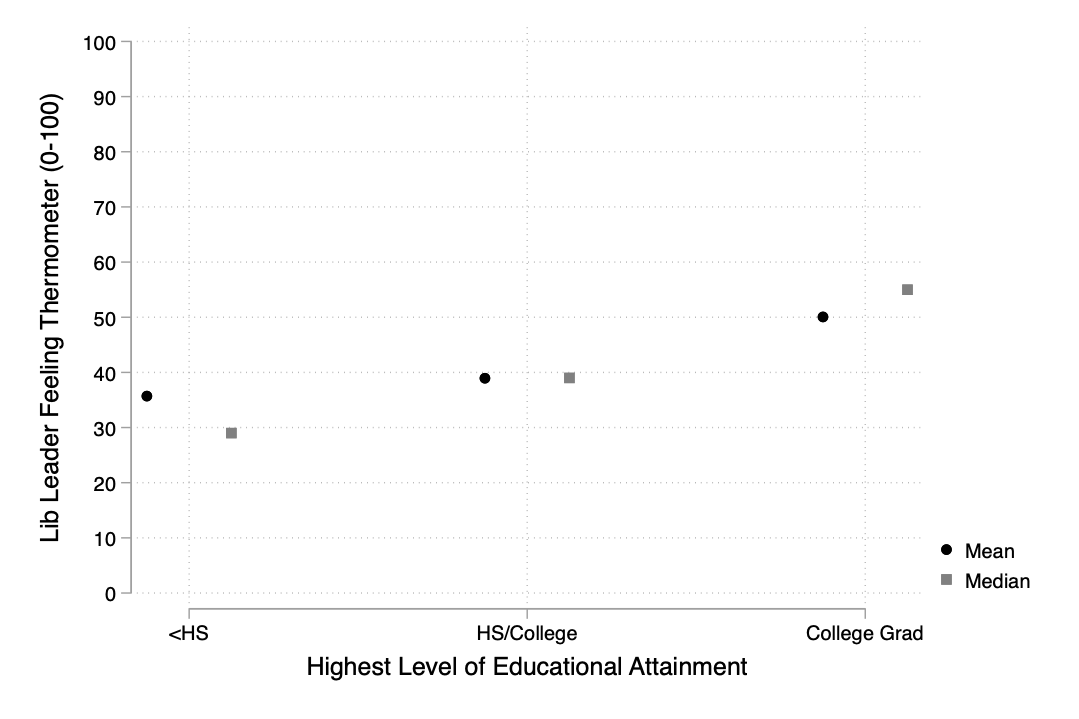 Lib Leader Feeling Thermometer (0-100)
100
90
80
70
60
50
40
30
20
10
0
<HS
HS/College
College Grad
Highest Level of Educational Attainment
Mean
Median